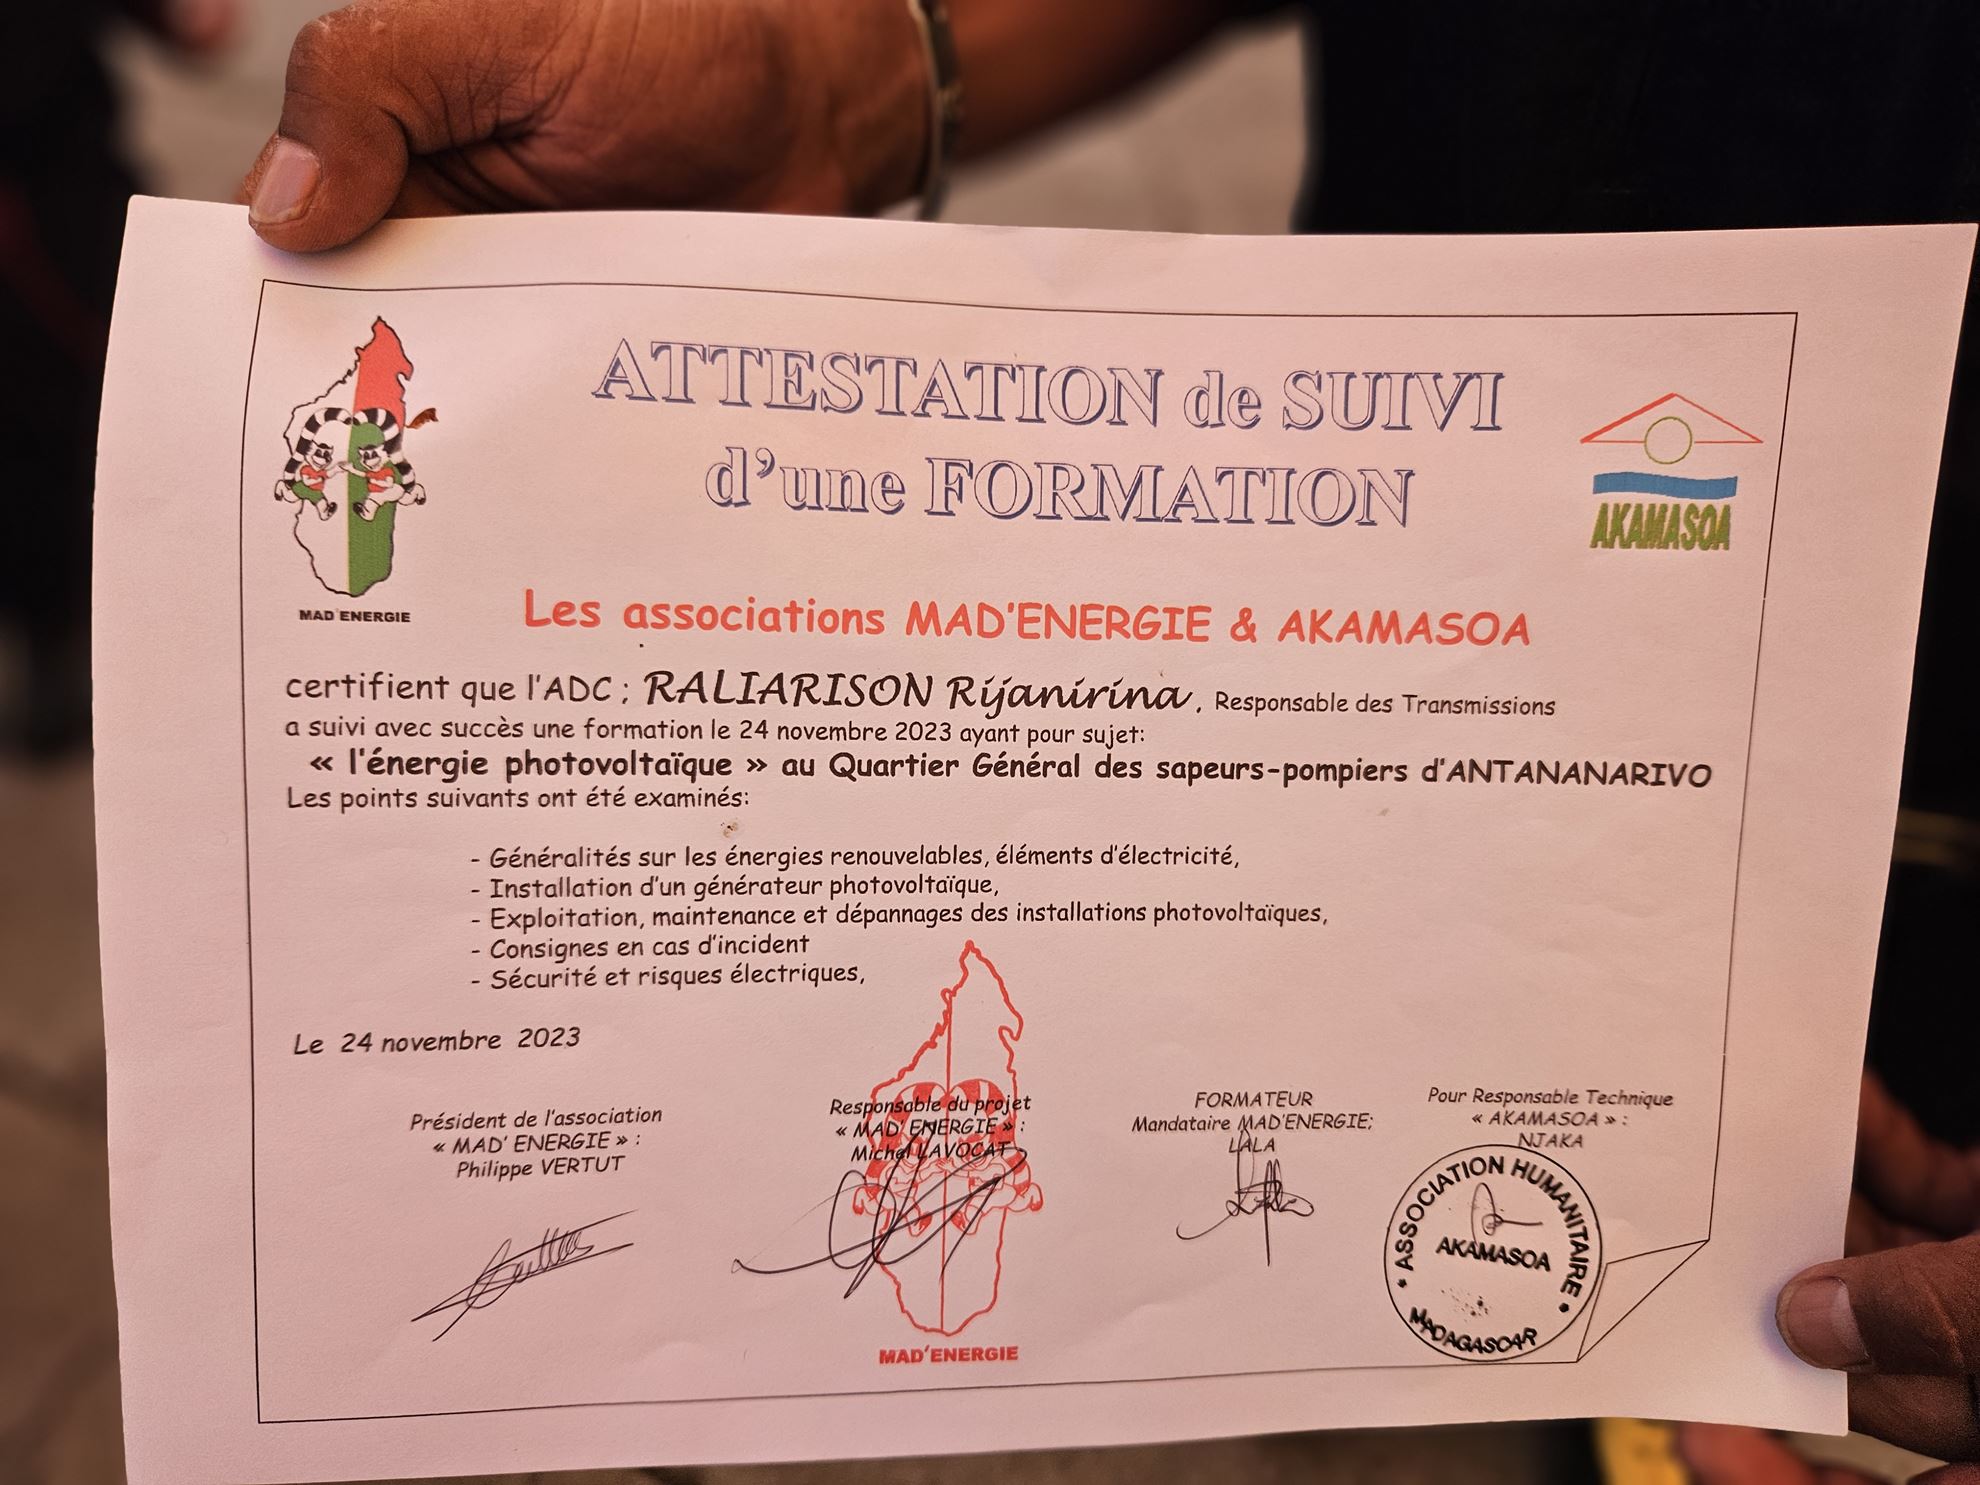 ATTESTATION de SUIVI
d'une FORMATION
MAD'ENERGIE
AKAMASOA
Les associations MAD'ENERGIE & AKAMASOA
certifient que l'ADC ; RALIARISON Rijanirina, Responsable des Transmissions
a suivi avec succès une formation le 24 novembre 2023 ayant pour sujet:
« l'énergie photovoltaïque » au Quartier Général des sapeurs-pompiers d'ANTANANARIVO
Les points suivants ont été examinés:
- Généralités sur les énergies renouvelables, éléments d'électricité,
- Installation d'un générateur photovoltaïque,
- Exploitation, maintenance et dépannages des installations photovoltaïques,
- Consignes en cas d'incident
- Sécurité et risques électriques,
Le 24 novembre 2023
Président de l'association
« MAD' ENERGIE » :
Philippe VERTUT
Responsable du projet
« MAD' ENERGIE » :
Michel LAVOCAT
MAD'ENERGIE
FORMATEUR
Mandataire MAD'ENERGIE;
LALA
Pour Responsable Technique
« AKAMASOA » :
NJAKA
ASSOCIATION HUMANITAIRE
AKAMASOA
MADAGASCAR